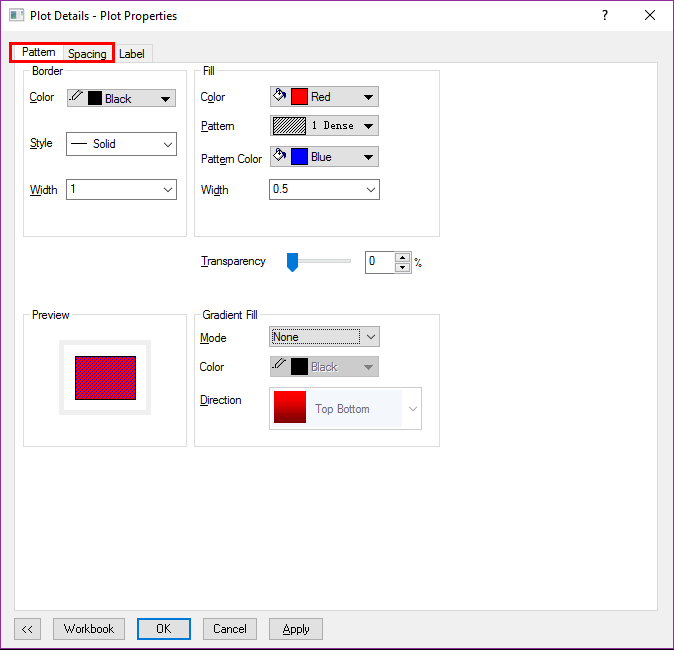 Plot Details - Plot Properties ?
Pattern Spacing Label
Border
Color Black
Style Solid
Width 1
Fill
Color Red
Pattern 1 Dense
Pattern Color Blue
Width 0.5
Transparency 0 %
Preview
Gradient Fill
Mode None
Color Black
Direction Top Bottom
<< Workbook OK Cancel Apply